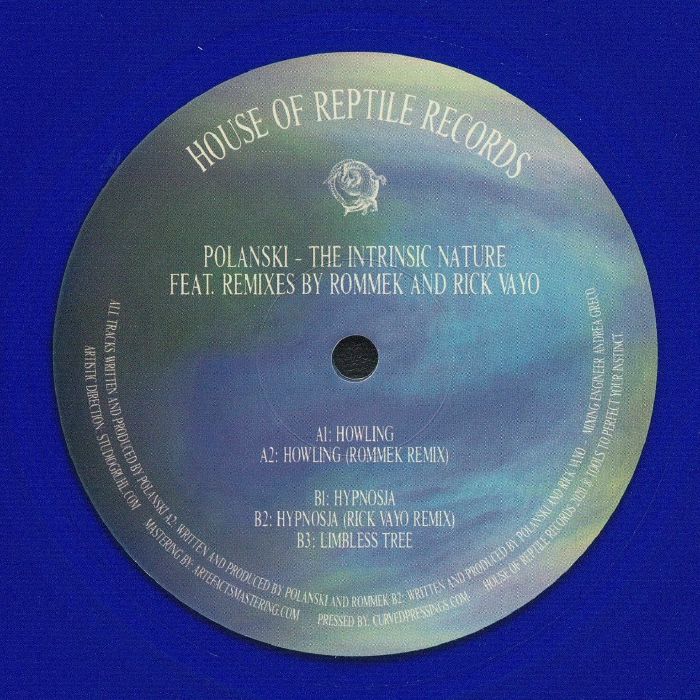 HOUSE OF REPTILE RECORDS
POLANSKI - THE INTRINSIC NATURE
FEAT. REMIXES BY ROMMEK AND RICK VAYO
A1: HOWLING
A2: HOWLING (ROMMEK REMIX)
B1: HYPNOSJA
B2: HYPNOSJA (RICK VAYO REMIX)
B3: LIMBLESS TREE
ALL TRACKS WRITTEN AND PRODUCED BY POLANSKI A2: WRITTEN AND PRODUCED BY POLANSKI AND ROMMEK B2: WRITTEN AND PRODUCED BY POLANSKI AND RICK VAYO - MIXING ENGINEER ANDREA GRECO
ARTISTIC DIRECTION: STUDIOGRUHL.COM MASTERING BY: ARTEFACTSMASTERING.COM PRESSED BY: CURVEDPRESSINGS.COM HOUSE OF REPTILE RECORDS 2020 ® TOOLS TO PERFECT YOUR INSTINCT